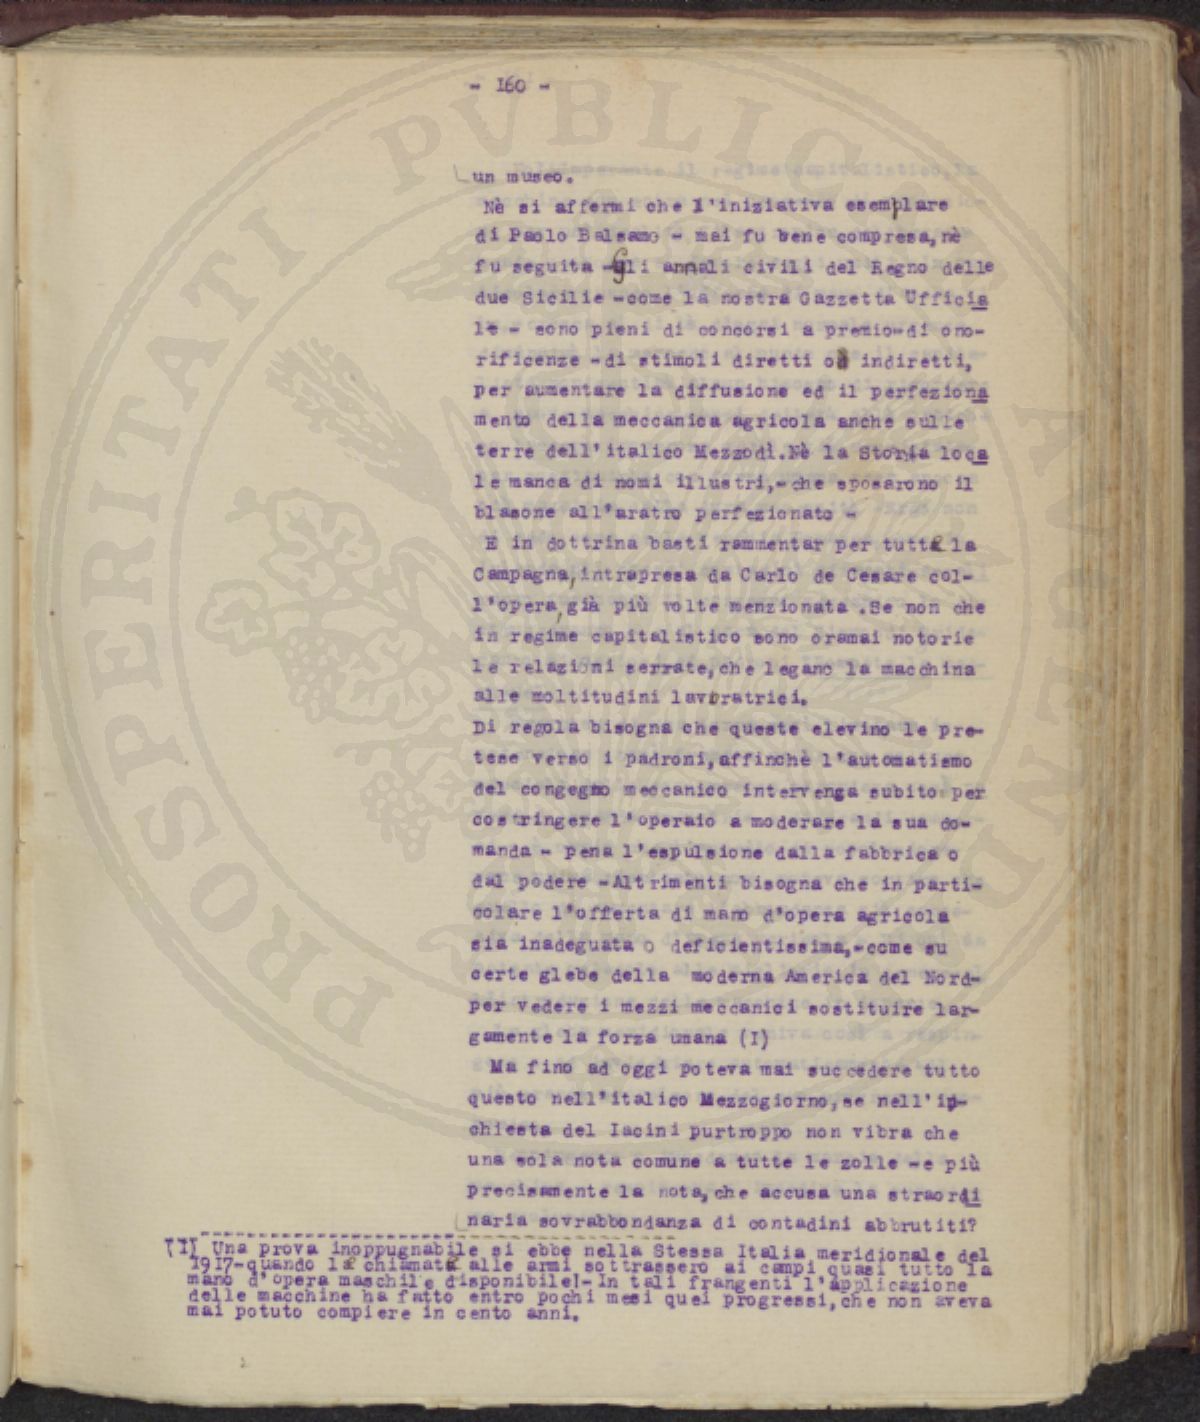 - I60 -
un museo.
Nè si affermi che l'iniziativa esemplare
di Paolo Balsamo - mai fu bene compresa, nè
fu seguita - Gli annali civili del Regno delle
due Sicilie -come la nostra Gazzetta Ufficia
le - sono pieni di concorsi a premio-di ono-
rificenze -di stimoli diretti od indiretti,
per aumentare la diffusione ed il perfeziona
mento della meccanica agricola anche sulle
terre dell'italico Mezzodì.Nè la Storia loca
le manca di nomi illustri,-che sposarono il
blasone all'aratro perfezionato -
E in dottrina basti rammentar per tutte la
Campagna,intrapresa da Carlo de Cesare col-
l'opera,già più volte menzionata .Se non che
in regime capitalistico sono oramai notorie
le relazioni serrate,che legano la macchina
alle moltitudini lavoratrici.
Di regola bisogna che queste elevino le pre-
tese verso i padroni,affinchè l'automatismo
del congegno meccanico intervenga subito per
costringere l'operaio a moderare la sua do-
manda - pena l'espulsione dalla fabbrica o
dal podere -Altrimenti bisogna che in parti-
colare l'offerta di mano d'opera agricola
sia inadeguata o deficientissima,-come su
certe glebe della moderna America del Nord-
per vedere i mezzi meccanici sostituire lar-
gamente la forza umana (I)
Ma fino ad oggi poteva mai succedere tutto
questo nell'italico Mezzogiorno,se nell'in-
chiesta del Iacini purtroppo non vibra che
una sola nota comune a tutte le zolle -e più
precisamente la nota,che accusa una straordi
naria sovrabbondanza di contadini abbrutiti?
(I) Una prova inoppugnabile si ebbe nella Stessa Italia meridionale del
1917-quando la chiamata alle armi sottrassero ai campi quasi tutto la
mano d'opera maschile disponibile!-In tali frangenti l'applicazione
delle macchine ha fatto entro pochi mesi quei progressi,che non aveva
mai potuto compiere in cento anni.
PROSPERITATI PVBLICAE AVGENDAE